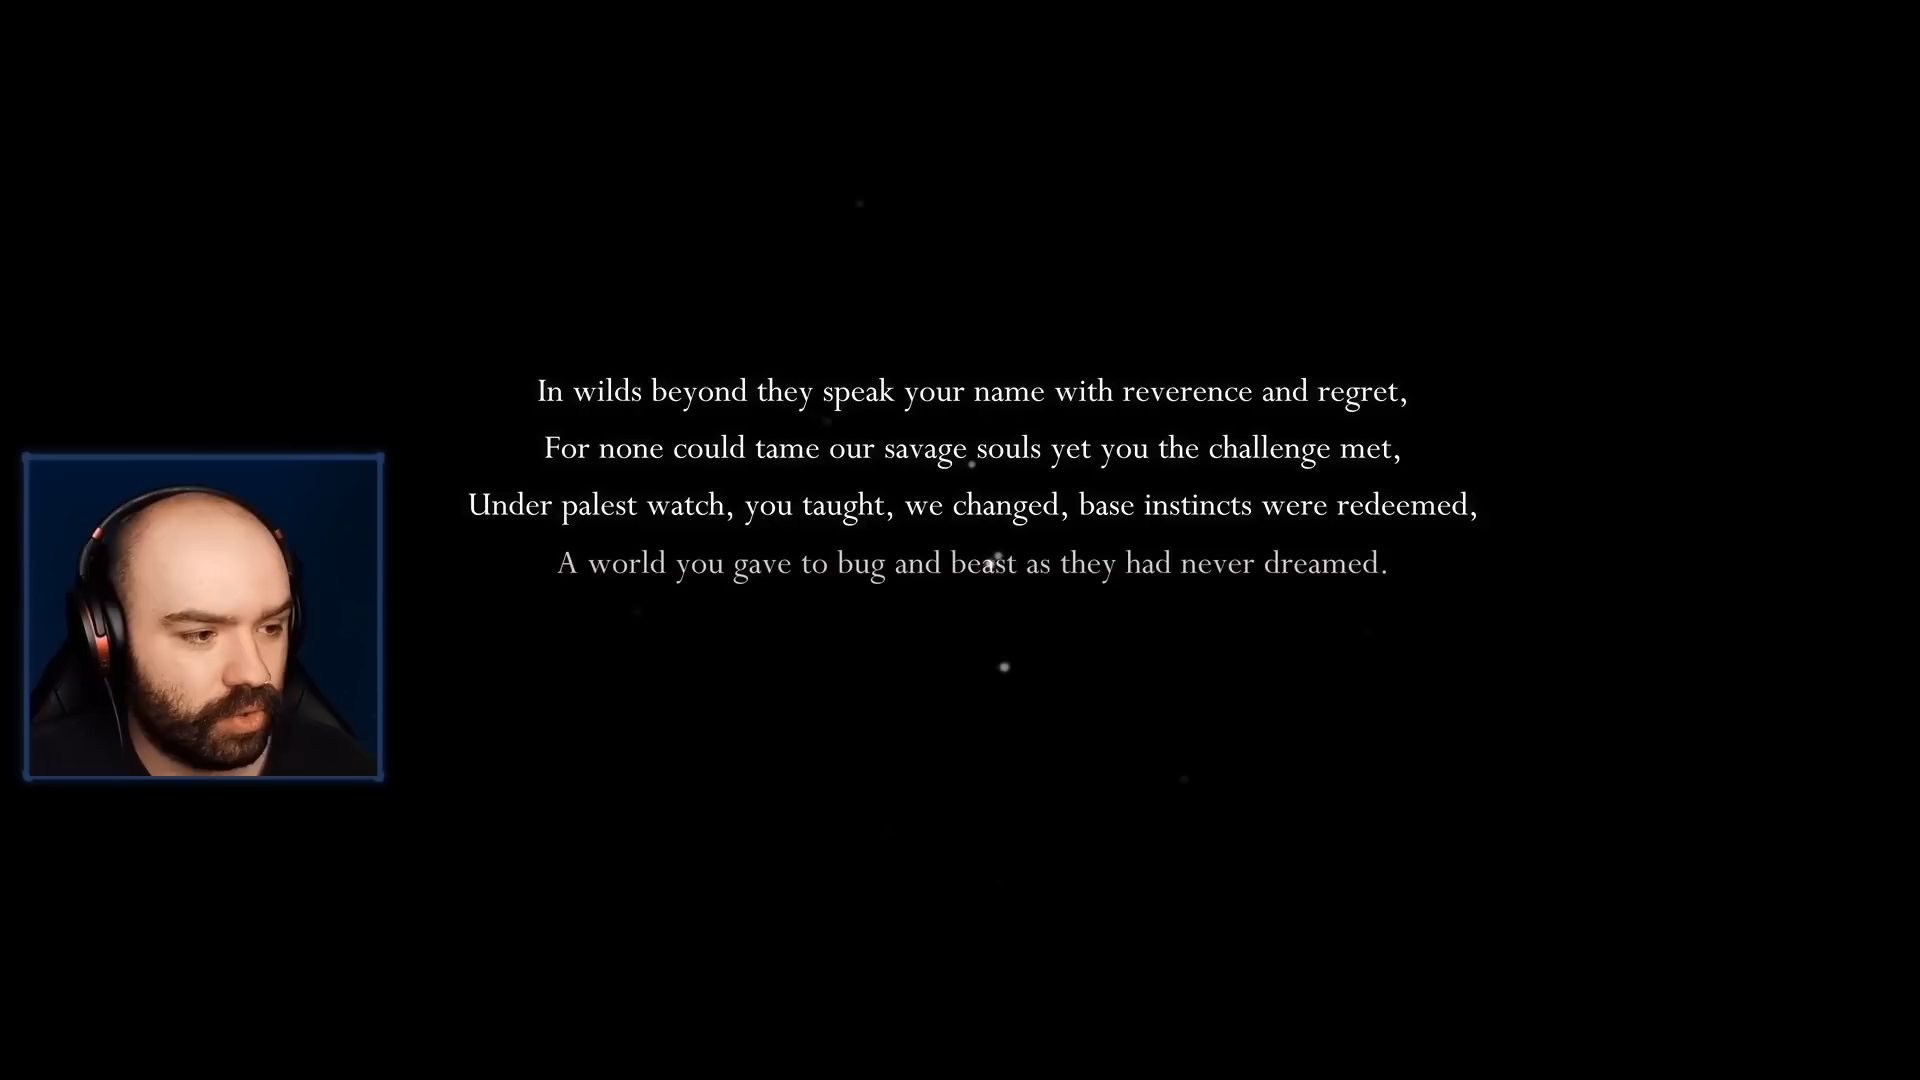 In wilds beyond they speak your name with reverence and regret,
For none could tame our savage souls yet you the challenge met,
Under palest watch, you taught, we changed, base instincts were redeemed,
A world you gave to bug and beast as they had never dreamed.